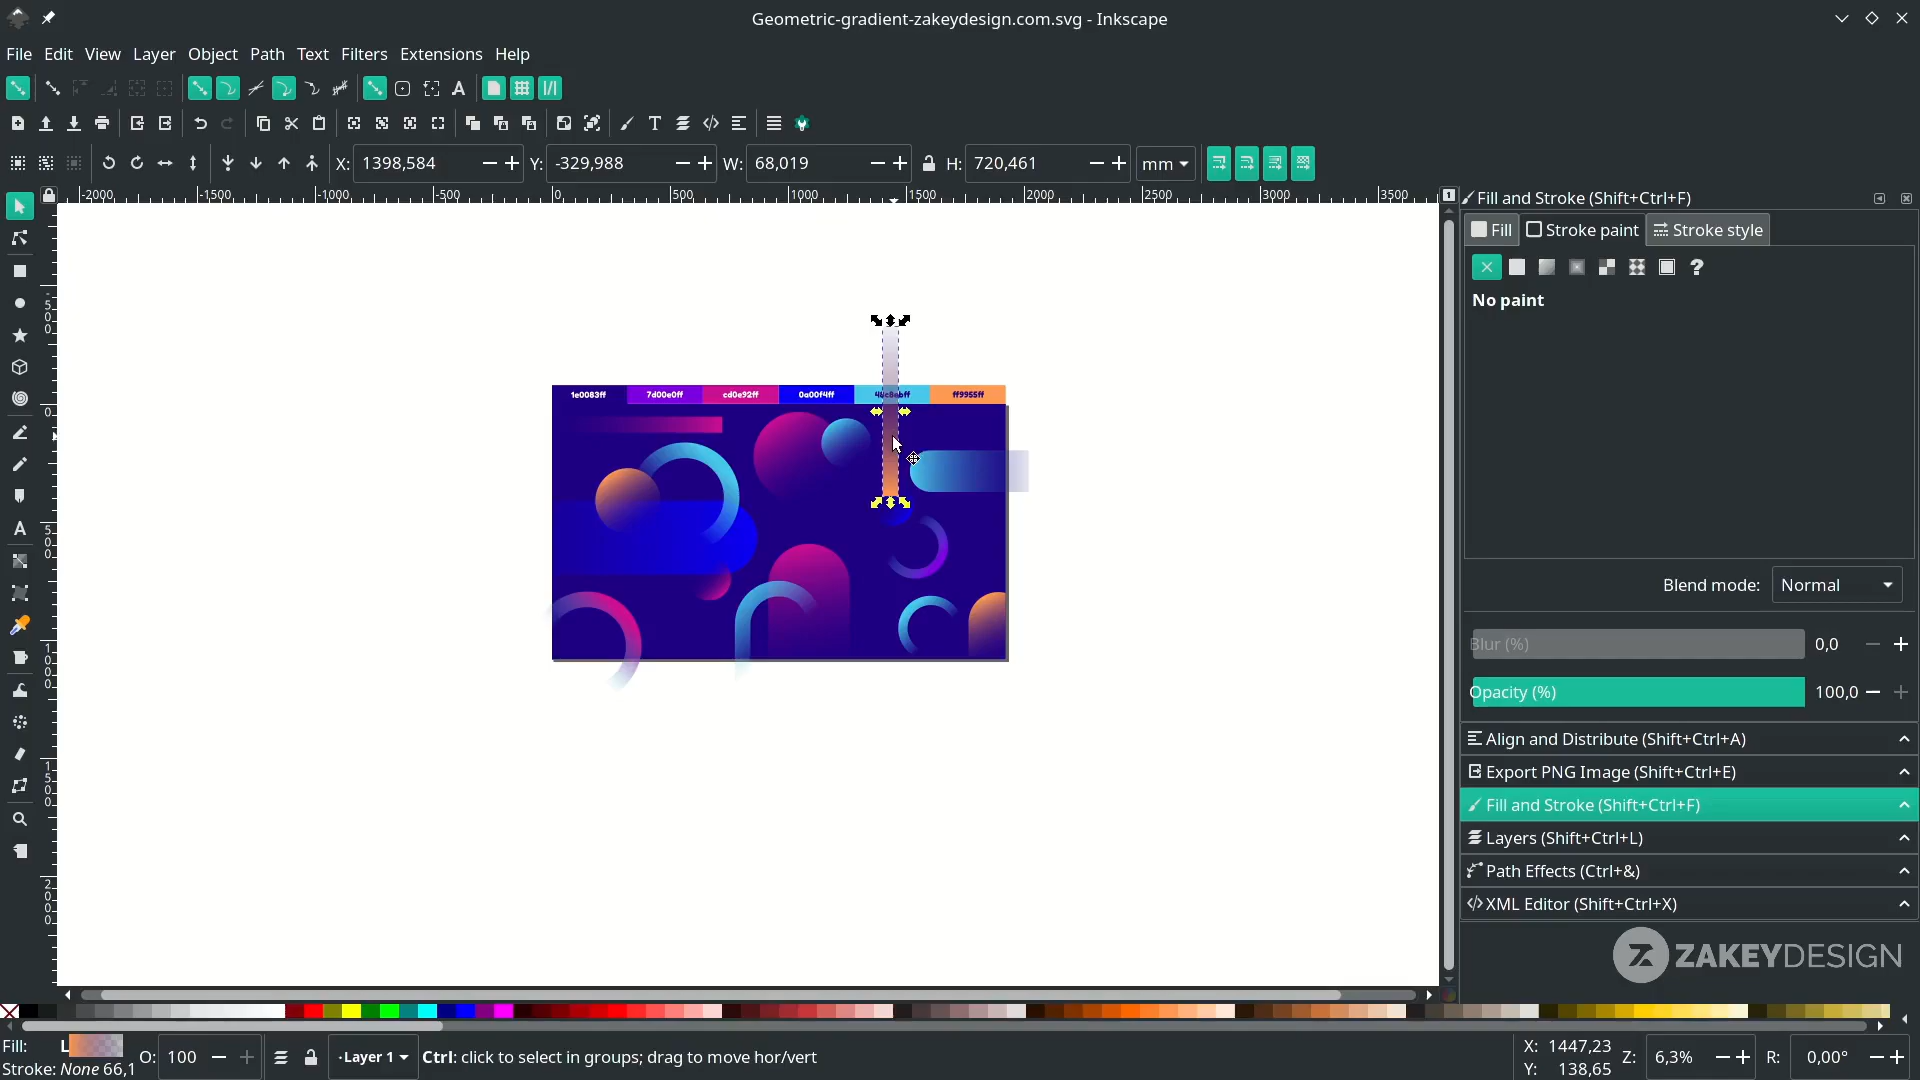 Geometric-gradient-zakeydesign.com.svg - Inkscape
File Edit View Layer Object Path Text Filters Extensions Help
X: 1398,584 Y: -329,988 W: 68,019 H: 720,461 mm
-2000 -1500 -1000 -500 0 500 1000 1500 2000 2500 3000 3500
Fill and Stroke (Shift+Ctrl+F)
Fill Stroke paint Stroke style
No paint
1e0083ff 7d00e0ff cd0e92ff 0a00f4ff ff9955ff
Blend mode: Normal
Blur (%) 0,0
Opacity (%) 100,0
Align and Distribute (Shift+Ctrl+A)
Export PNG Image (Shift+Ctrl+E)
Fill and Stroke (Shift+Ctrl+F)
Layers (Shift+Ctrl+L)
Path Effects (Ctrl+&)
XML Editor (Shift+Ctrl+X)
ZAKEYDESIGN
Fill: L O: 100 Layer 1 Ctrl: click to select in groups; drag to move hor/vert X: 1447,23 Z: 6,3% R: 0,00°
Stroke: None 66,1 Y: 138,65